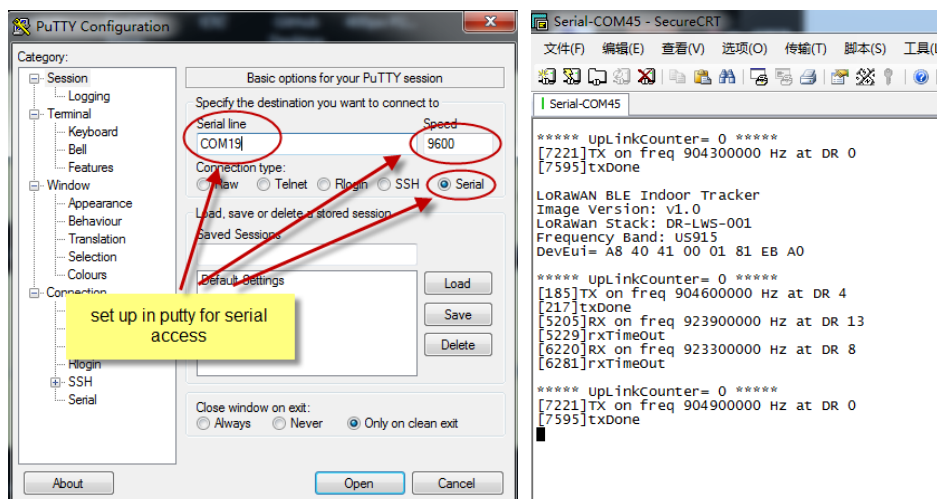 PuTTY Configuration
Category:
Session
Logging
Terminal
Keyboard
Bell
Features
Window
Appearance
Behaviour
Translation
Selection
Colours
Connection
Rlogin
SSH
Serial
Basic options for your PuTTY session
Specify the destination you want to connect to
Serial line
Speed
COM19
9600
Connection type:
Raw
Telnet
Rlogin
SSH
Serial
Load, save or delete a stored session
Saved Sessions
Default Settings
Load
Save
Delete
set up in putty for serial
access
Close window on exit:
Always
Never
Only on clean exit
About
Open
Cancel
Serial-COM45 - SecureCRT
文件(F) 编辑(E) 查看(V) 选项(O) 传输(T) 脚本(S) 工具(L
Serial-COM45
***** UpLinkCounter= 0 *****
[7221]TX on freq 904300000 Hz at DR 0
[7595]txDone
LoRaWAN BLE Indoor Tracker
Image Version: v1.0
LoRaWan Stack: DR-LWS-001
Frequency Band: US915
DevEui= A8 40 41 00 01 81 EB A0
***** UpLinkCounter= 0 *****
[185]TX on freq 904600000 Hz at DR 4
[217]txDone
[5205]RX on freq 923900000 Hz at DR 13
[5229]rxTimeOut
[6220]RX on freq 923300000 Hz at DR 8
[6281]rxTimeOut
***** UpLinkCounter= 0 *****
[7221]TX on freq 904900000 Hz at DR 0
[7595]txDone